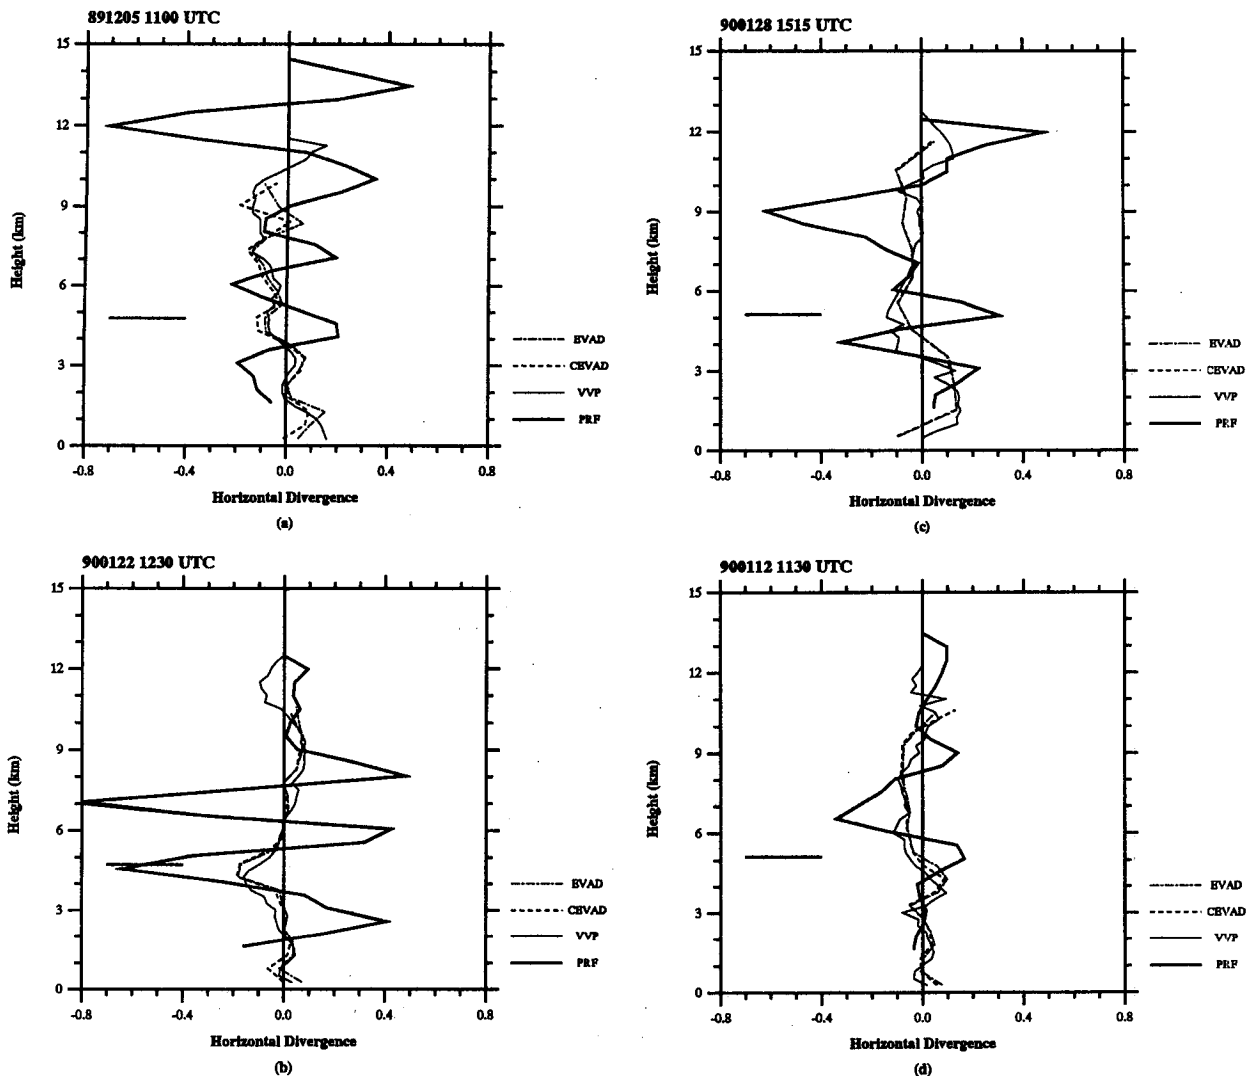 891205 1100 UTC
15
12
9
6
3
0
Height (km)
-0.8 -0.4 0.0 0.4 0.8
Horizontal Divergence
(a)
EVAD
CEVAD
VVP
PRF
900128 1515 UTC
15
12
9
6
3
0
Height (km)
-0.8 -0.4 0.0 0.4 0.8
Horizontal Divergence
(c)
EVAD
CEVAD
VVP
PRF
900122 1230 UTC
15
12
9
6
3
0
Height (km)
-0.8 -0.4 0.0 0.4 0.8
Horizontal Divergence
(b)
EVAD
CEVAD
VVP
PRF
900112 1130 UTC
15
12
9
6
3
0
Height (km)
-0.8 -0.4 0.0 0.4 0.8
Horizontal Divergence
(d)
EVAD
CEVAD
VVP
PRF